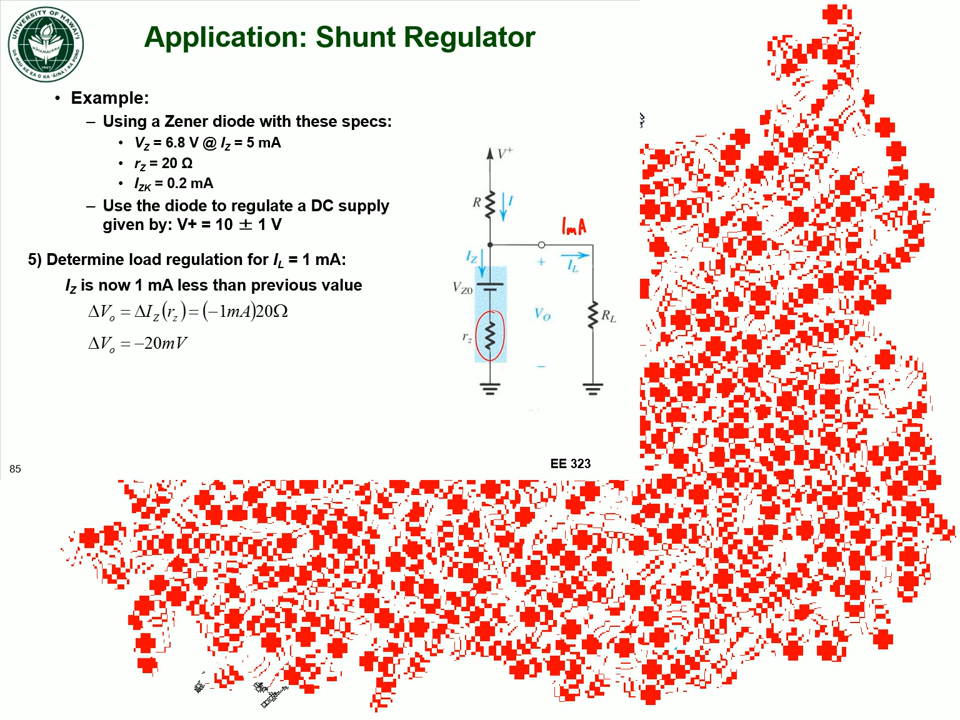 UNIVERSITY OF HAWAI'I
Application: Shunt Regulator
• Example:
– Using a Zener diode with these specs:
• VZ = 6.8 V @ IZ = 5 mA
• rZ = 20 Ω
• IZK = 0.2 mA
– Use the diode to regulate a DC supply
given by: V+ = 10 ± 1 V
5) Determine load regulation for IL = 1 mA:
IZ is now 1 mA less than previous value
ΔVo = ΔIZ(rz) = (−1mA)20Ω
ΔVo = −20mV
V+
R
I
1mA
IZ
+
IL
VZ0
VO
RL
rz
−
85
EE 323